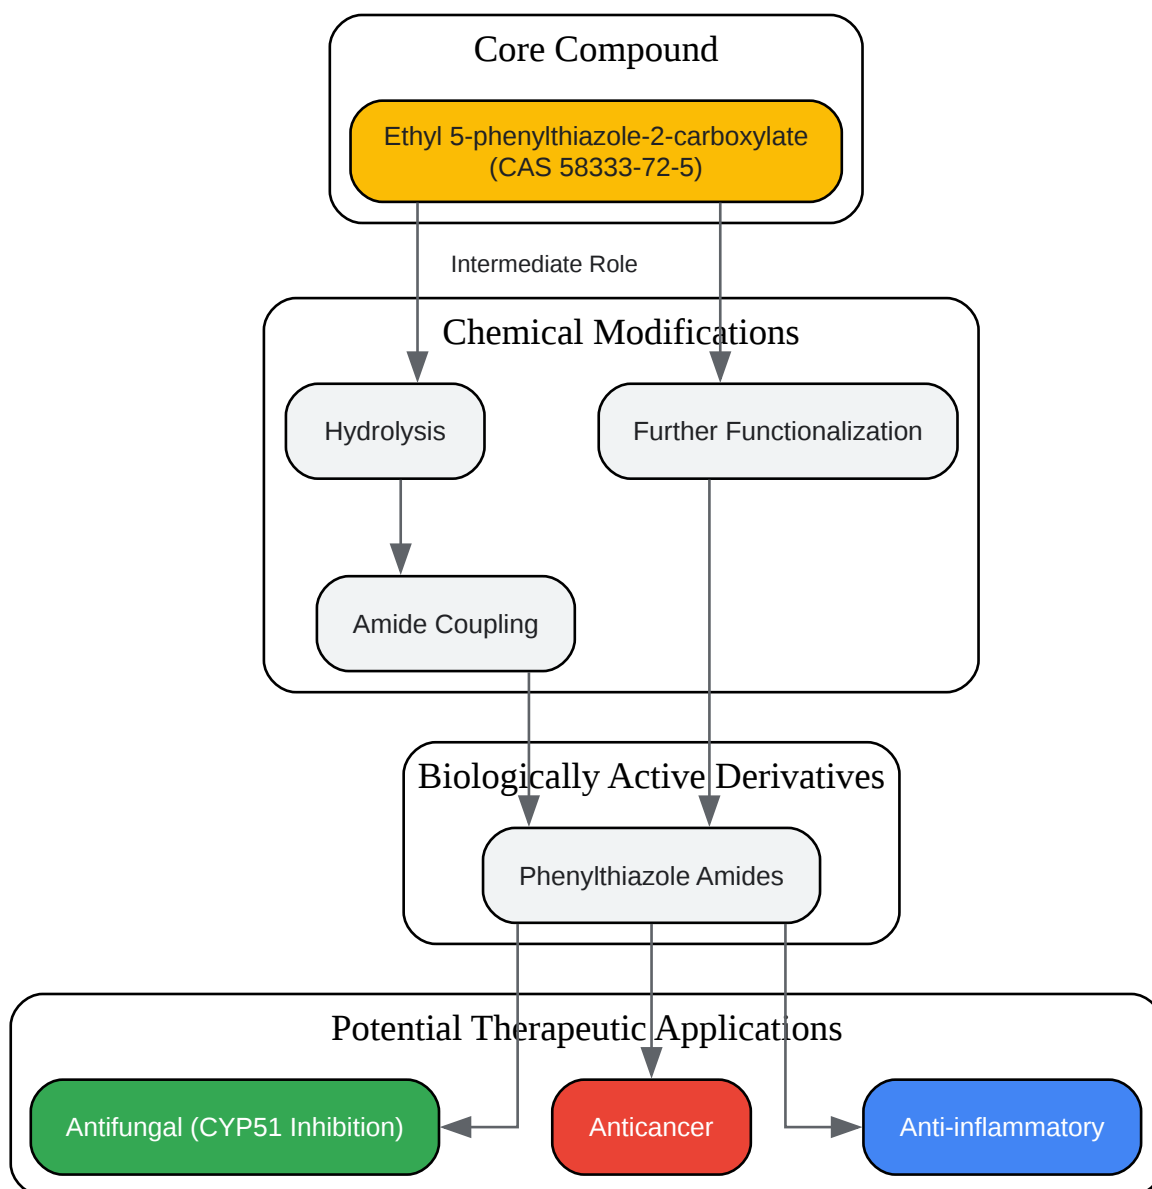 Core Compound
Ethyl 5-phenylthiazole-2-carboxylate
(CAS 58333-72-5)
Intermediate Role
Chemical Modifications
Hydrolysis
Further Functionalization
Amide Coupling
Biologically Active Derivatives
Phenylthiazole Amides
Potential Therapeutic Applications
Antifungal (CYP51 Inhibition)
Anticancer
Anti-inflammatory